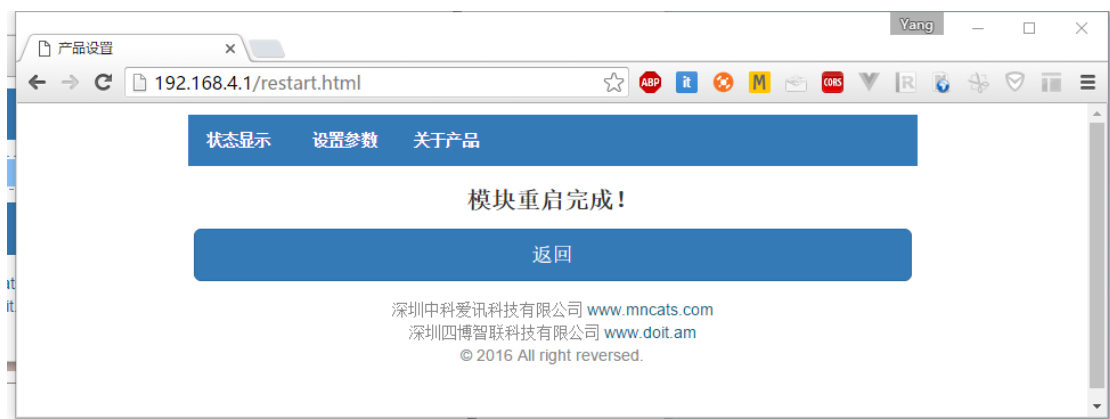 Yang
产品设置
192.168.4.1/restart.html
ABP it M CORS R
状态显示 设置参数 关于产品
模块重启完成！
返回
深圳中科爱讯科技有限公司 www.mncats.com
深圳四博智联科技有限公司 www.doit.am
© 2016 All right reversed.